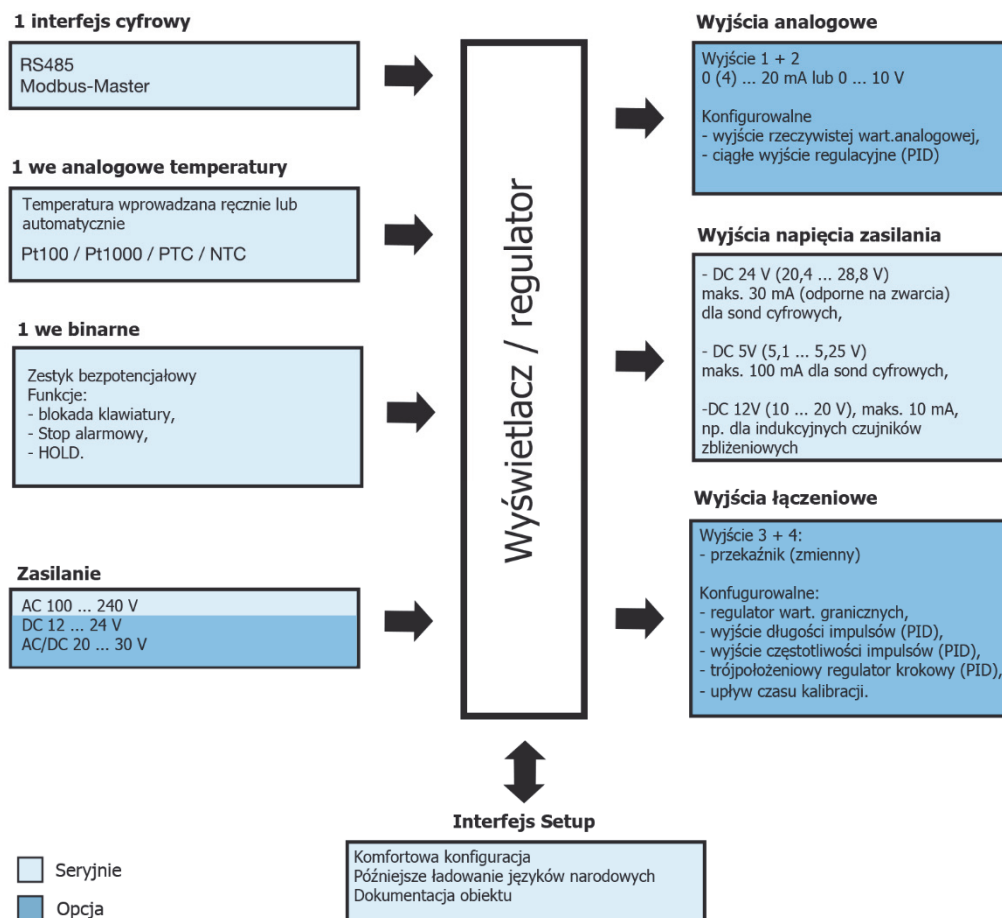 1 interfejs cyfrowy
RS485
Modbus-Master
1 we analogowe temperatury
Temperatura wprowadzana ręcznie lub
automatycznie
Pt100 / Pt1000 / PTC / NTC
1 we binarne
Zestyk bezpotencjałowy
Funkcje:
- blokada klawiatury,
- Stop alarmowy,
- HOLD.
Zasilanie
AC 100 ... 240 V
DC 12 ... 24 V
AC/DC 20 ... 30 V
Wyświetlacz / regulator
Wyjścia analogowe
Wyjście 1 + 2
0 (4) ... 20 mA lub 0 ... 10 V
Konfigurowalne
- wyjście rzeczywistej wart.analogowej,
- ciągłe wyjście regulacyjne (PID)
Wyjścia napięcia zasilania
- DC 24 V (20,4 ... 28,8 V)
maks. 30 mA (odporne na zwarcia)
dla sond cyfrowych,
- DC 5V (5,1 ... 5,25 V)
maks. 100 mA dla sond cyfrowych,
-DC 12V (10 ... 20 V), maks. 10 mA,
np. dla indukcyjnych czujników
zbliżeniowych
Wyjścia łączeniowe
Wyjście 3 + 4:
- przekaźnik (zmienny)
Konfugurowalne:
- regulator wart. granicznych,
- wyjście długości impulsów (PID),
- wyjście częstotliwości impulsów (PID),
- trójpołożeniowy regulator krokowy (PID),
- upływ czasu kalibracji.
Interfejs Setup
Komfortowa konfiguracja
Późniejsze ładowanie języków narodowych
Dokumentacja obiektu
Seryjnie
Opcja